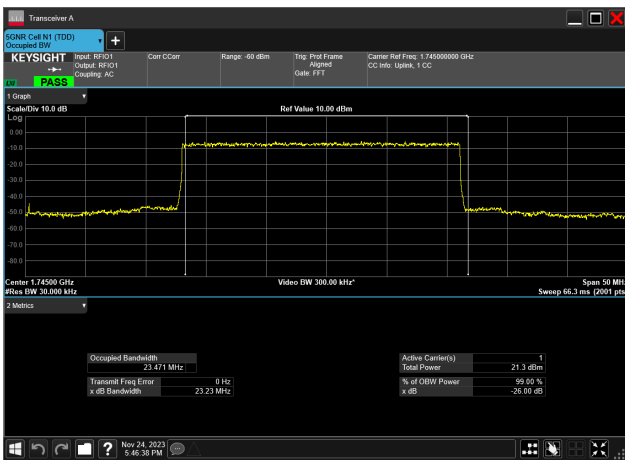 Transceiver A
5GNR Cell N1 (TDD)
Occupied BW
KEYSIGHT
LXI
PASS
Input: RFIO1
Output: RFIO1
Coupling: AC
Corr CCorr
Range: -60 dBm
Trig: Prot Frame
Aligned
Gate: FFT
Carrier Ref Freq: 1.745000000 GHz
CC Info: Uplink, 1 CC
1 Graph
Scale/Div 10.0 dB
Ref Value 10.00 dBm
Log
0.00
-10.0
-20.0
-30.0
-40.0
-50.0
-60.0
-70.0
-80.0
Center 1.74500 GHz
Video BW 300.00 kHz*
Span 50 MHz
#Res BW 30.000 kHz
Sweep 66.3 ms (2001 pts
2 Metrics
Occupied Bandwidth
23.471 MHz
Active Carrier(s) 1
Total Power 21.3 dBm
Transmit Freq Error 0 Hz
x dB Bandwidth 23.23 MHz
% of OBW Power 99.00 %
x dB -26.00 dB
Nov 24, 2023
5:46:38 PM